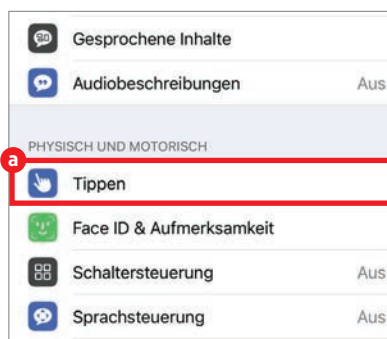 Gesprochene Inhalte
Audiobeschreibungen Aus
PHYSISCH UND MOTORISCH
a
Tippen
Face ID & Aufmerksamkeit
Schaltersteuerung Aus
Sprachsteuerung Aus